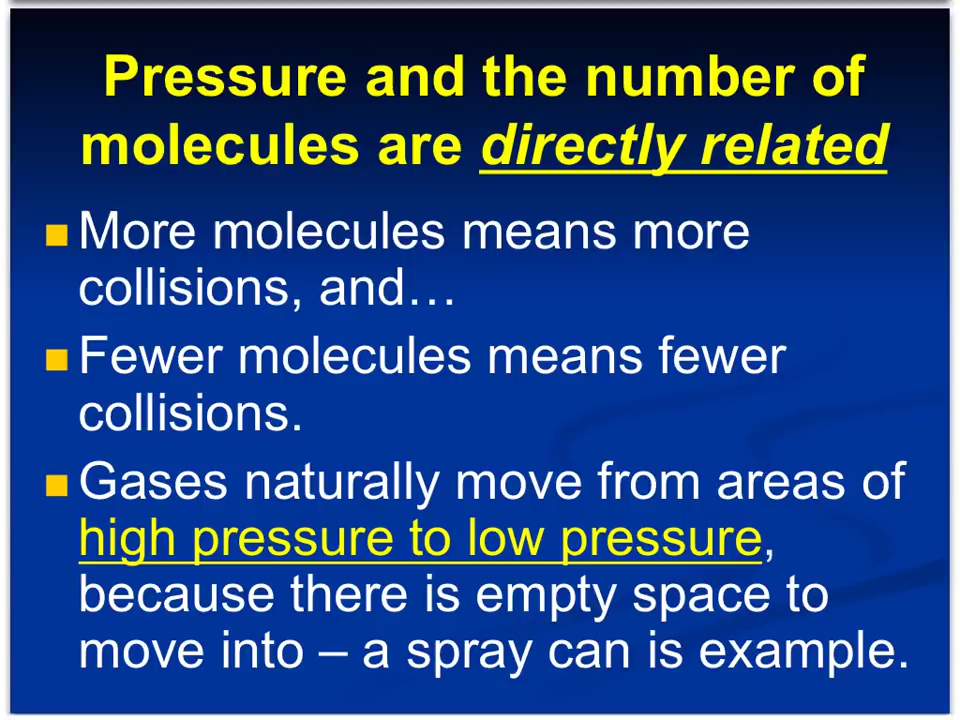 Pressure and the number of
molecules are directly related
More molecules means more
collisions, and…
Fewer molecules means fewer
collisions.
Gases naturally move from areas of
high pressure to low pressure,
because there is empty space to
move into – a spray can is example.